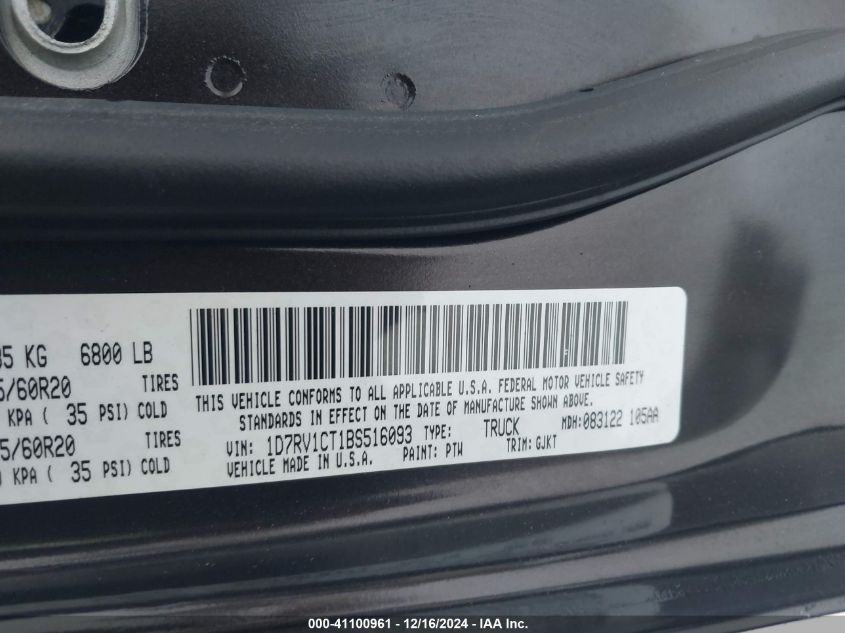 35 KG 6800 LB
5/60R20 TIRES
KPA ( 35 PSI) COLD
5/60R20 TIRES
KPA ( 35 PSI) COLD
THIS VEHICLE CONFORMS TO ALL APPLICABLE U.S.A. FEDERAL MOTOR VEHICLE SAFETY
STANDARDS IN EFFECT ON THE DATE OF MANUFACTURE SHOWN ABOVE.
VIN: 1D7RV1CT1BS516093 TYPE: TRUCK MDH:083122 105AA
VEHICLE MADE IN U.S.A. PAINT: PTW TRIM: GJKT
000-41100961 - 12/16/2024 - IAA Inc.